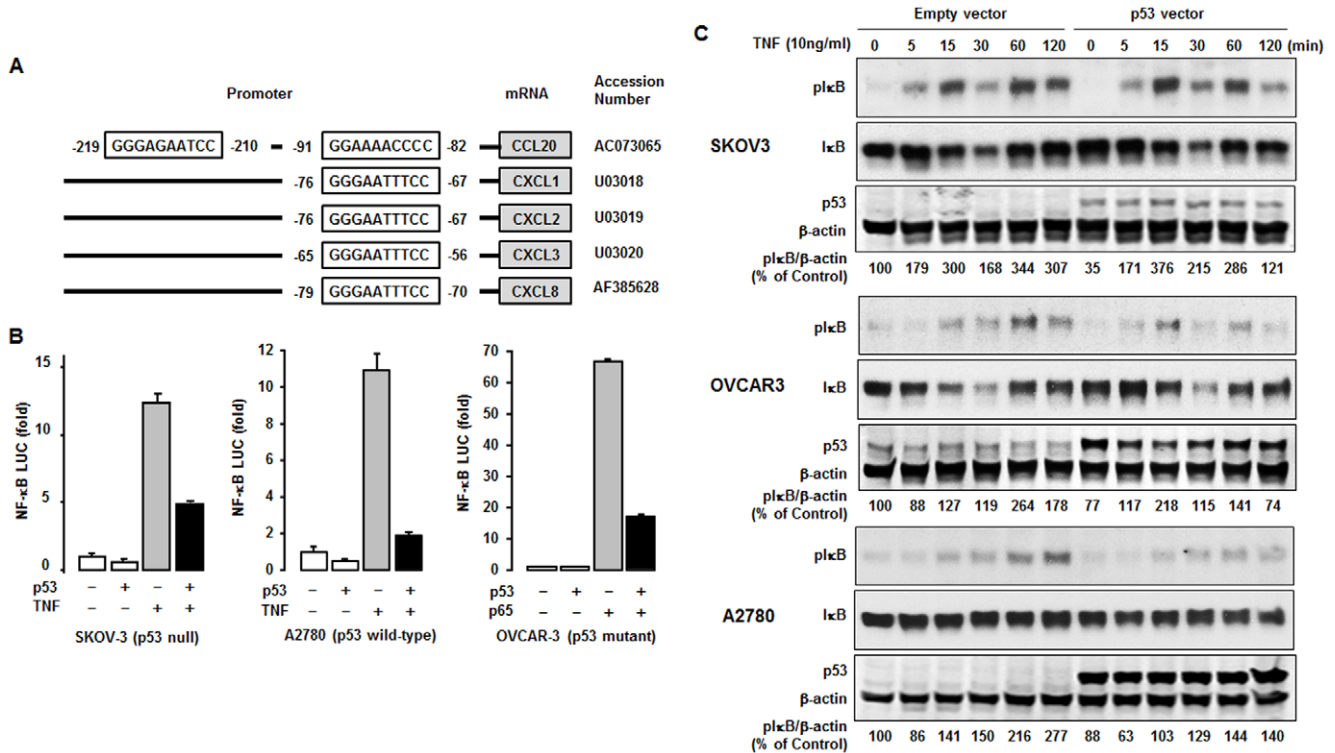 A
Promoter mRNA Accession Number
-219 GGGAGAATCC -210 -91 GGAAAACCCC -82 CCL20 AC073065
-76 GGGAATTTCC -67 CXCL1 U03018
-76 GGGAATTTCC -67 CXCL2 U03019
-65 GGGAATTTCC -56 CXCL3 U03020
-79 GGGAATTTCC -70 CXCL8 AF385628
B
NF-κB LUC (fold)
15
10
5
0
p53 – + – +
TNF – – + +
SKOV-3 (p53 null)
NF-κB LUC (fold)
12
10
8
6
4
2
0
p53 – + – +
TNF – – + +
A2780 (p53 wild-type)
NF-κB LUC (fold)
70
60
50
40
30
20
10
0
p53 – + – +
p65 – – + +
OVCAR-3 (p53 mutant)
C
Empty vector p53 vector
TNF (10ng/ml) 0 5 15 30 60 120 0 5 15 30 60 120 (min)
SKOV3
pIκB
IκB
p53
β-actin
pIκB/β-actin
(% of Control)
100 179 300 168 344 307 35 171 376 215 286 121
OVCAR3
pIκB
IκB
p53
β-actin
pIκB/β-actin
(% of Control)
100 88 127 119 264 178 77 117 218 115 141 74
A2780
pIκB
IκB
p53
β-actin
pIκB/β-actin
(% of Control)
100 86 141 150 216 277 88 63 103 129 144 140